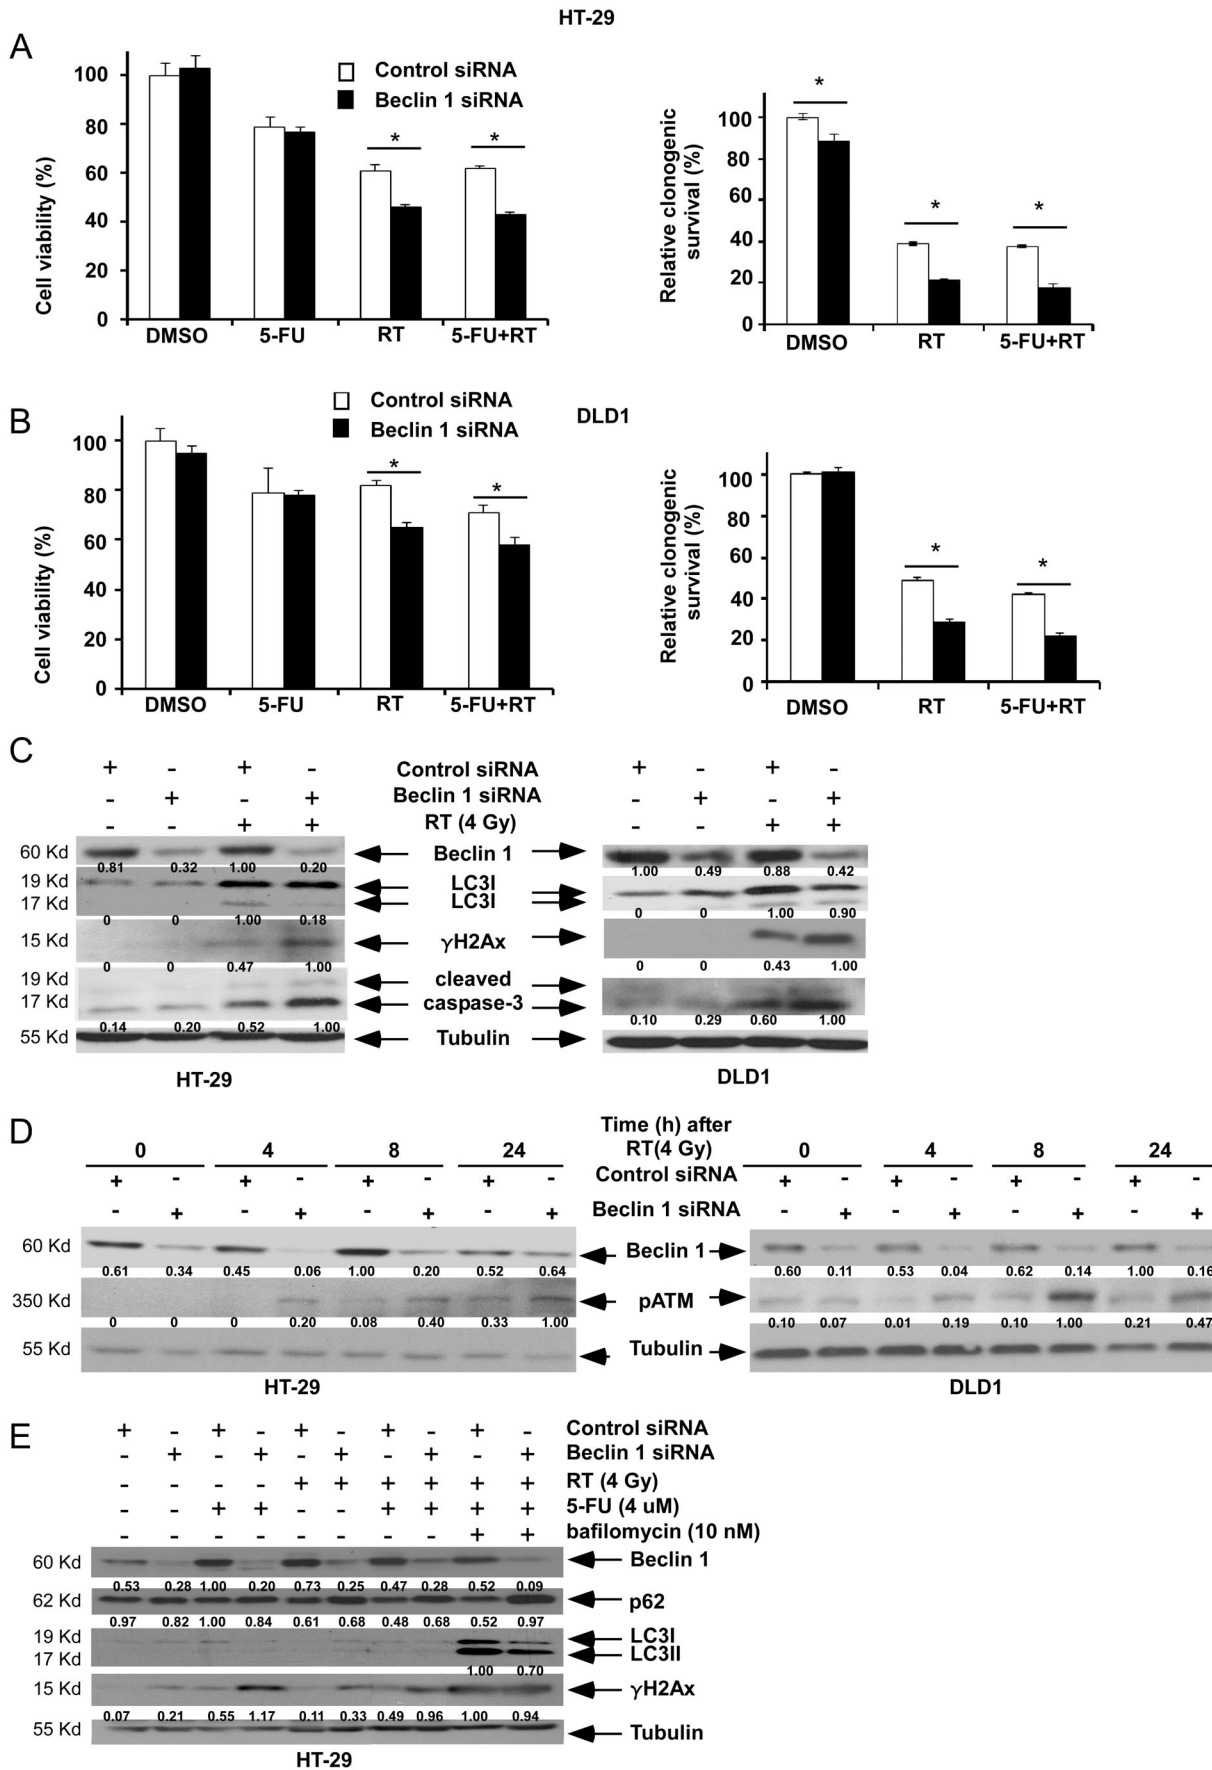 HT-29
A
Control siRNA
Beclin 1 siRNA
Cell viability (%)
100
80
60
40
20
0
DMSO 5-FU RT 5-FU+RT
* *
Relative clonogenic
survival (%)
100
80
60
40
20
0
DMSO RT 5-FU+RT
* * *
B
DLD1
Control siRNA
Beclin 1 siRNA
Cell viability (%)
100
80
60
40
20
0
DMSO 5-FU RT 5-FU+RT
* *
Relative clonogenic
survival (%)
100
80
60
40
20
0
DMSO RT 5-FU+RT
* *
C
+ - + - Control siRNA + - + -
- + - + Beclin 1 siRNA - + - +
- - + + RT (4 Gy) - - + +
60 Kd Beclin 1
0.81 0.32 1.00 0.20 1.00 0.49 0.88 0.42
19 Kd LC3I
17 Kd LC3I
0 0 1.00 0.18 0 0 1.00 0.90
15 Kd γH2Ax
0 0 0.47 1.00 0 0 0.43 1.00
19 Kd cleaved
17 Kd caspase-3
0.14 0.20 0.52 1.00 0.10 0.29 0.60 1.00
55 Kd Tubulin
HT-29 DLD1
D
Time (h) after
0 4 8 24 RT(4 Gy) 0 4 8 24
+ - + - + - + - Control siRNA + - + - + - + -
- + - + - + - + Beclin 1 siRNA - + - + - + - +
60 Kd Beclin 1
0.61 0.34 0.45 0.06 1.00 0.20 0.52 0.64 0.60 0.11 0.53 0.04 0.62 0.14 1.00 0.16
350 Kd pATM
0 0 0 0.20 0.08 0.40 0.33 1.00 0.10 0.07 0.01 0.19 0.10 1.00 0.21 0.47
55 Kd Tubulin
HT-29 DLD1
E
+ - + - + - + - + - Control siRNA
- + - + - + - + - + Beclin 1 siRNA
- - - - + + + + + + RT (4 Gy)
- - + + - - + + + + 5-FU (4 uM)
- - - - - - - - + + bafilomycin (10 nM)
60 Kd Beclin 1
0.53 0.28 1.00 0.20 0.73 0.25 0.47 0.28 0.52 0.09
62 Kd p62
0.97 0.82 1.00 0.84 0.61 0.68 0.48 0.68 0.52 0.97
19 Kd LC3I
17 Kd LC3II
1.00 0.70
15 Kd γH2Ax
0.07 0.21 0.55 1.17 0.11 0.33 0.49 0.96 1.00 0.94
55 Kd Tubulin
HT-29